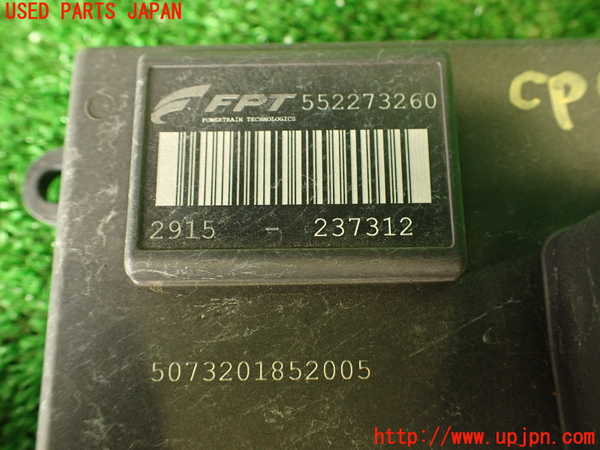 USED PARTS JAPAN
FPT 552273260
POWERTRAIN TECHNOLOGIES
2915 - 237312
5073201852005
http://www.upjpn.com